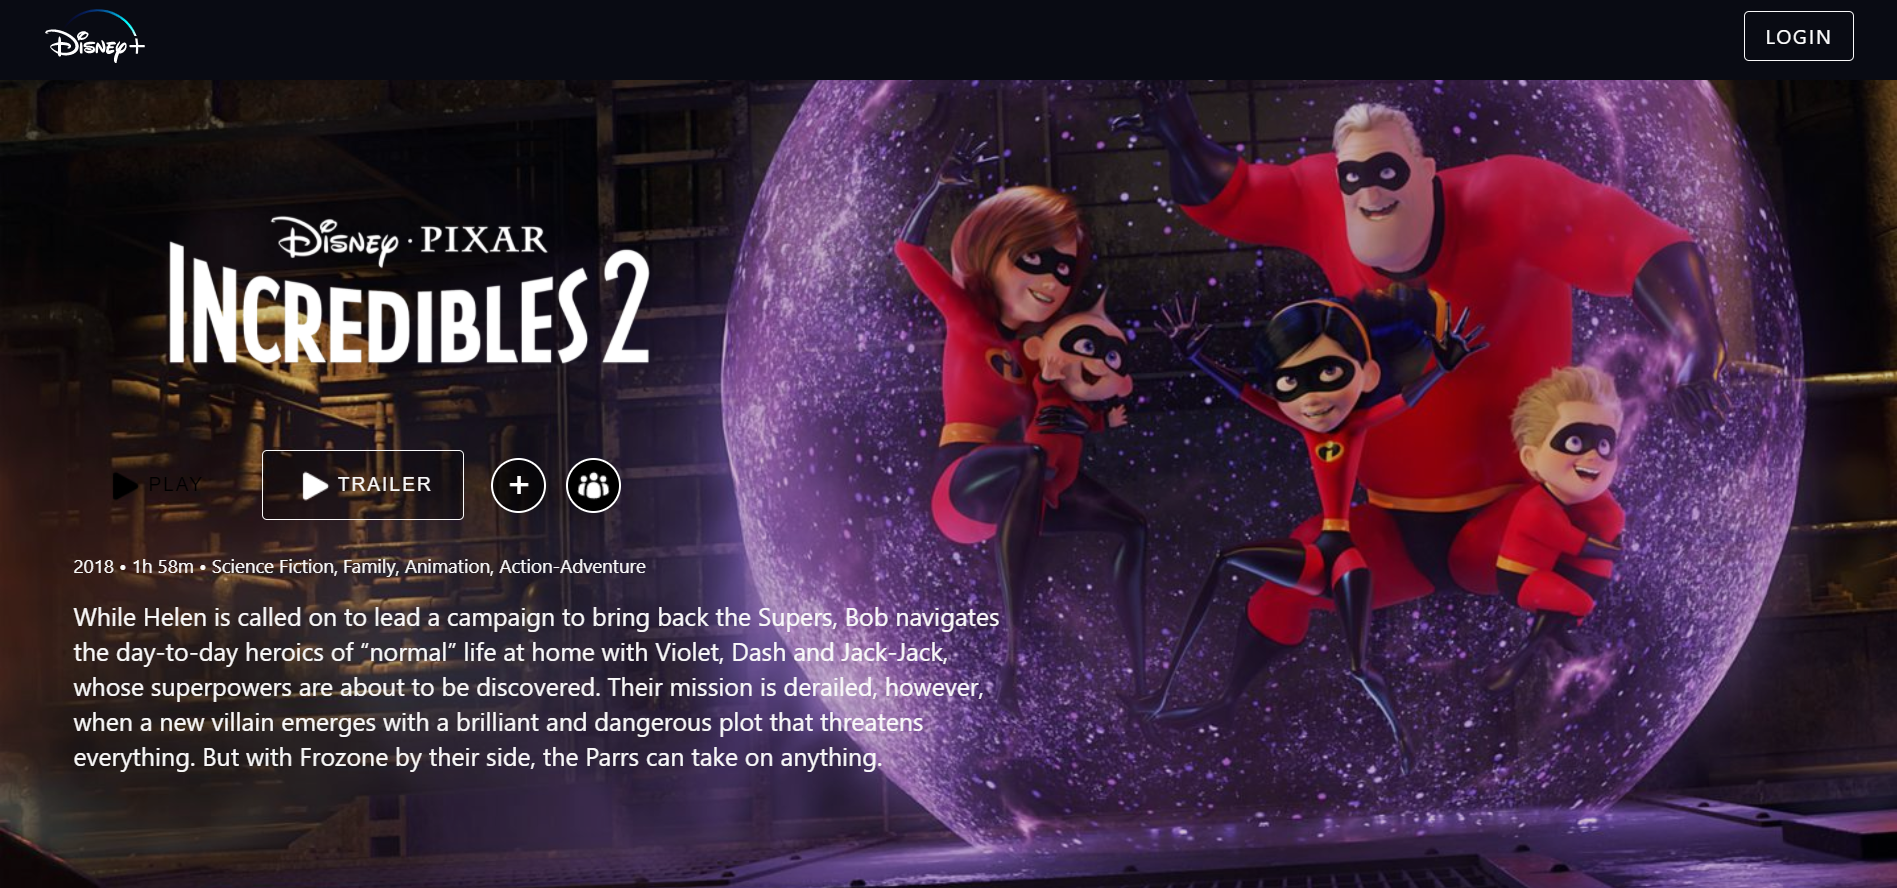 Disney+
LOGIN
Disney · PIXAR
INCREDIBLES 2
PLAY
TRAILER
+
2018 • 1h 58m • Science Fiction, Family, Animation, Action-Adventure
While Helen is called on to lead a campaign to bring back the Supers, Bob navigates
the day-to-day heroics of “normal” life at home with Violet, Dash and Jack-Jack,
whose superpowers are about to be discovered. Their mission is derailed, however,
when a new villain emerges with a brilliant and dangerous plot that threatens
everything. But with Frozone by their side, the Parrs can take on anything.